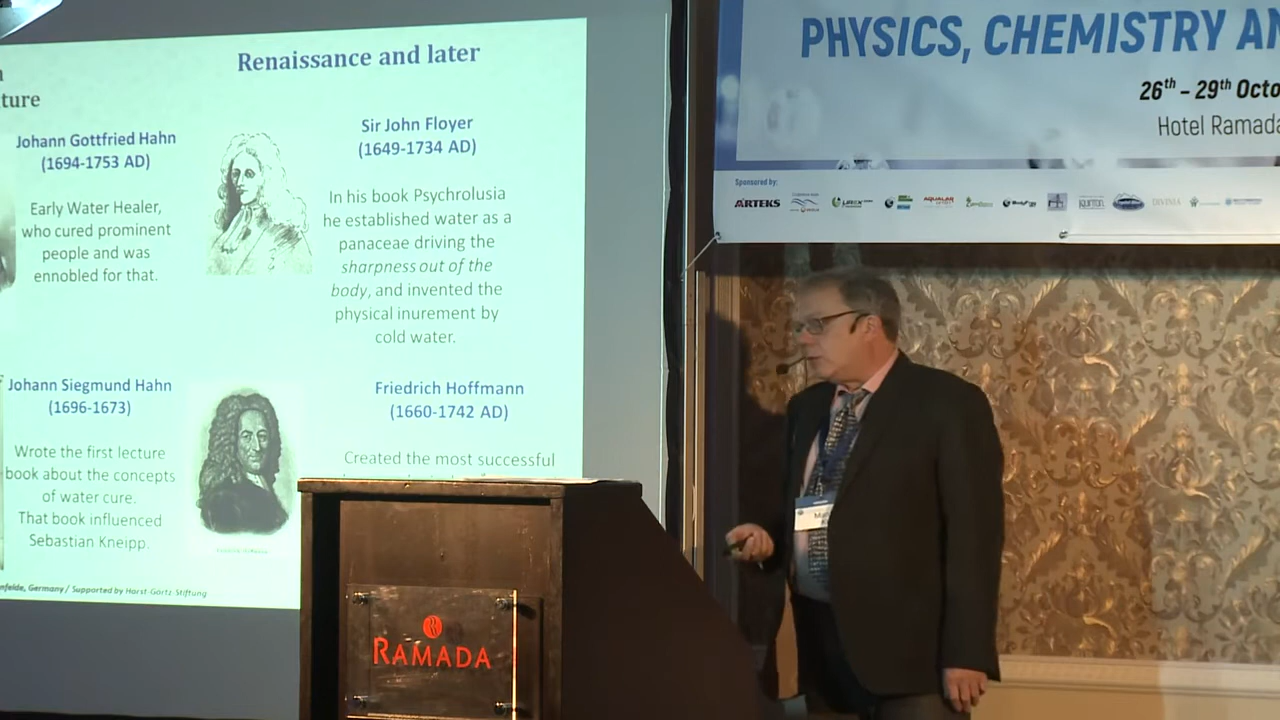 Renaissance and later
ture
Johann Gottfried Hahn
(1694-1753 AD)
Early Water Healer,
who cured prominent
people and was
ennobled for that.
Sir John Floyer
(1649-1734 AD)
In his book Psychrolusia
he established water as a
panaceae driving the
sharpness out of the
body, and invented the
physical inurement by
cold water.
Johann Siegmund Hahn
(1696-1673)
Wrote the first lecture
book about the concepts
of water cure.
That book influenced
Sebastian Kneipp.
Friedrich Hoffmann
(1660-1742 AD)
Created the most successful
nfelde, Germany / Supported by Horst-Görtz-Stiftung
PHYSICS, CHEMISTRY AN
26th – 29th Octo
Hotel Ramada
Sponsored by:
ARTEKS
AQUALAR
DIVINIA
RAMADA